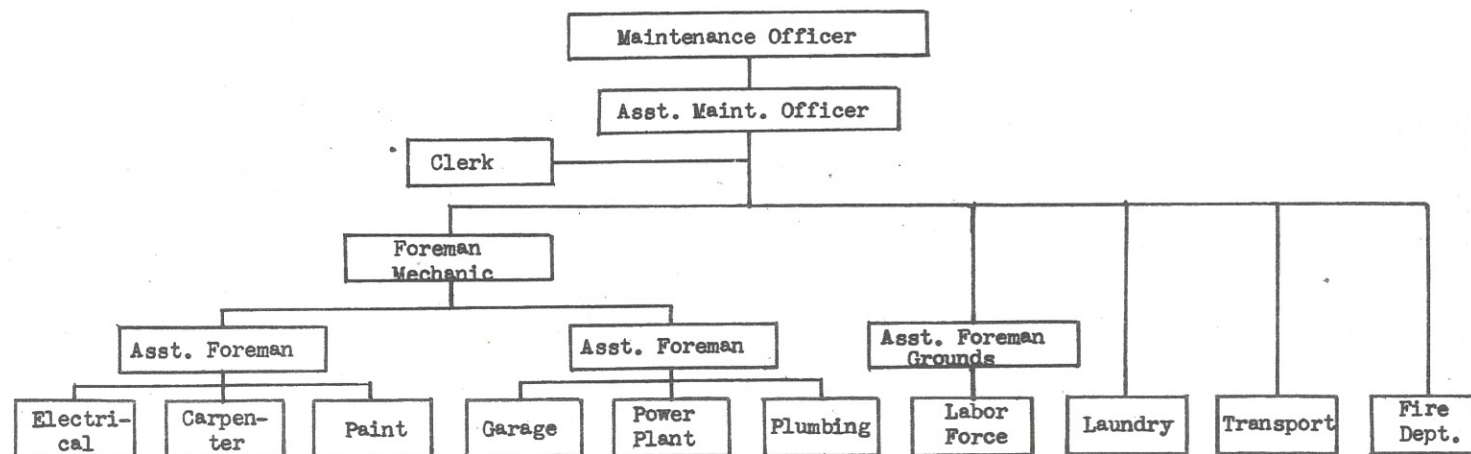 Maintenance Officer
Asst. Maint. Officer
Clerk
Foreman
Mechanic
Asst. Foreman
Asst. Foreman
Asst. Foreman
Grounds
Electri-
cal
Carpen-
ter
Paint
Garage
Power
Plant
Plumbing
Labor
Force
Laundry
Transport
Fire
Dept.